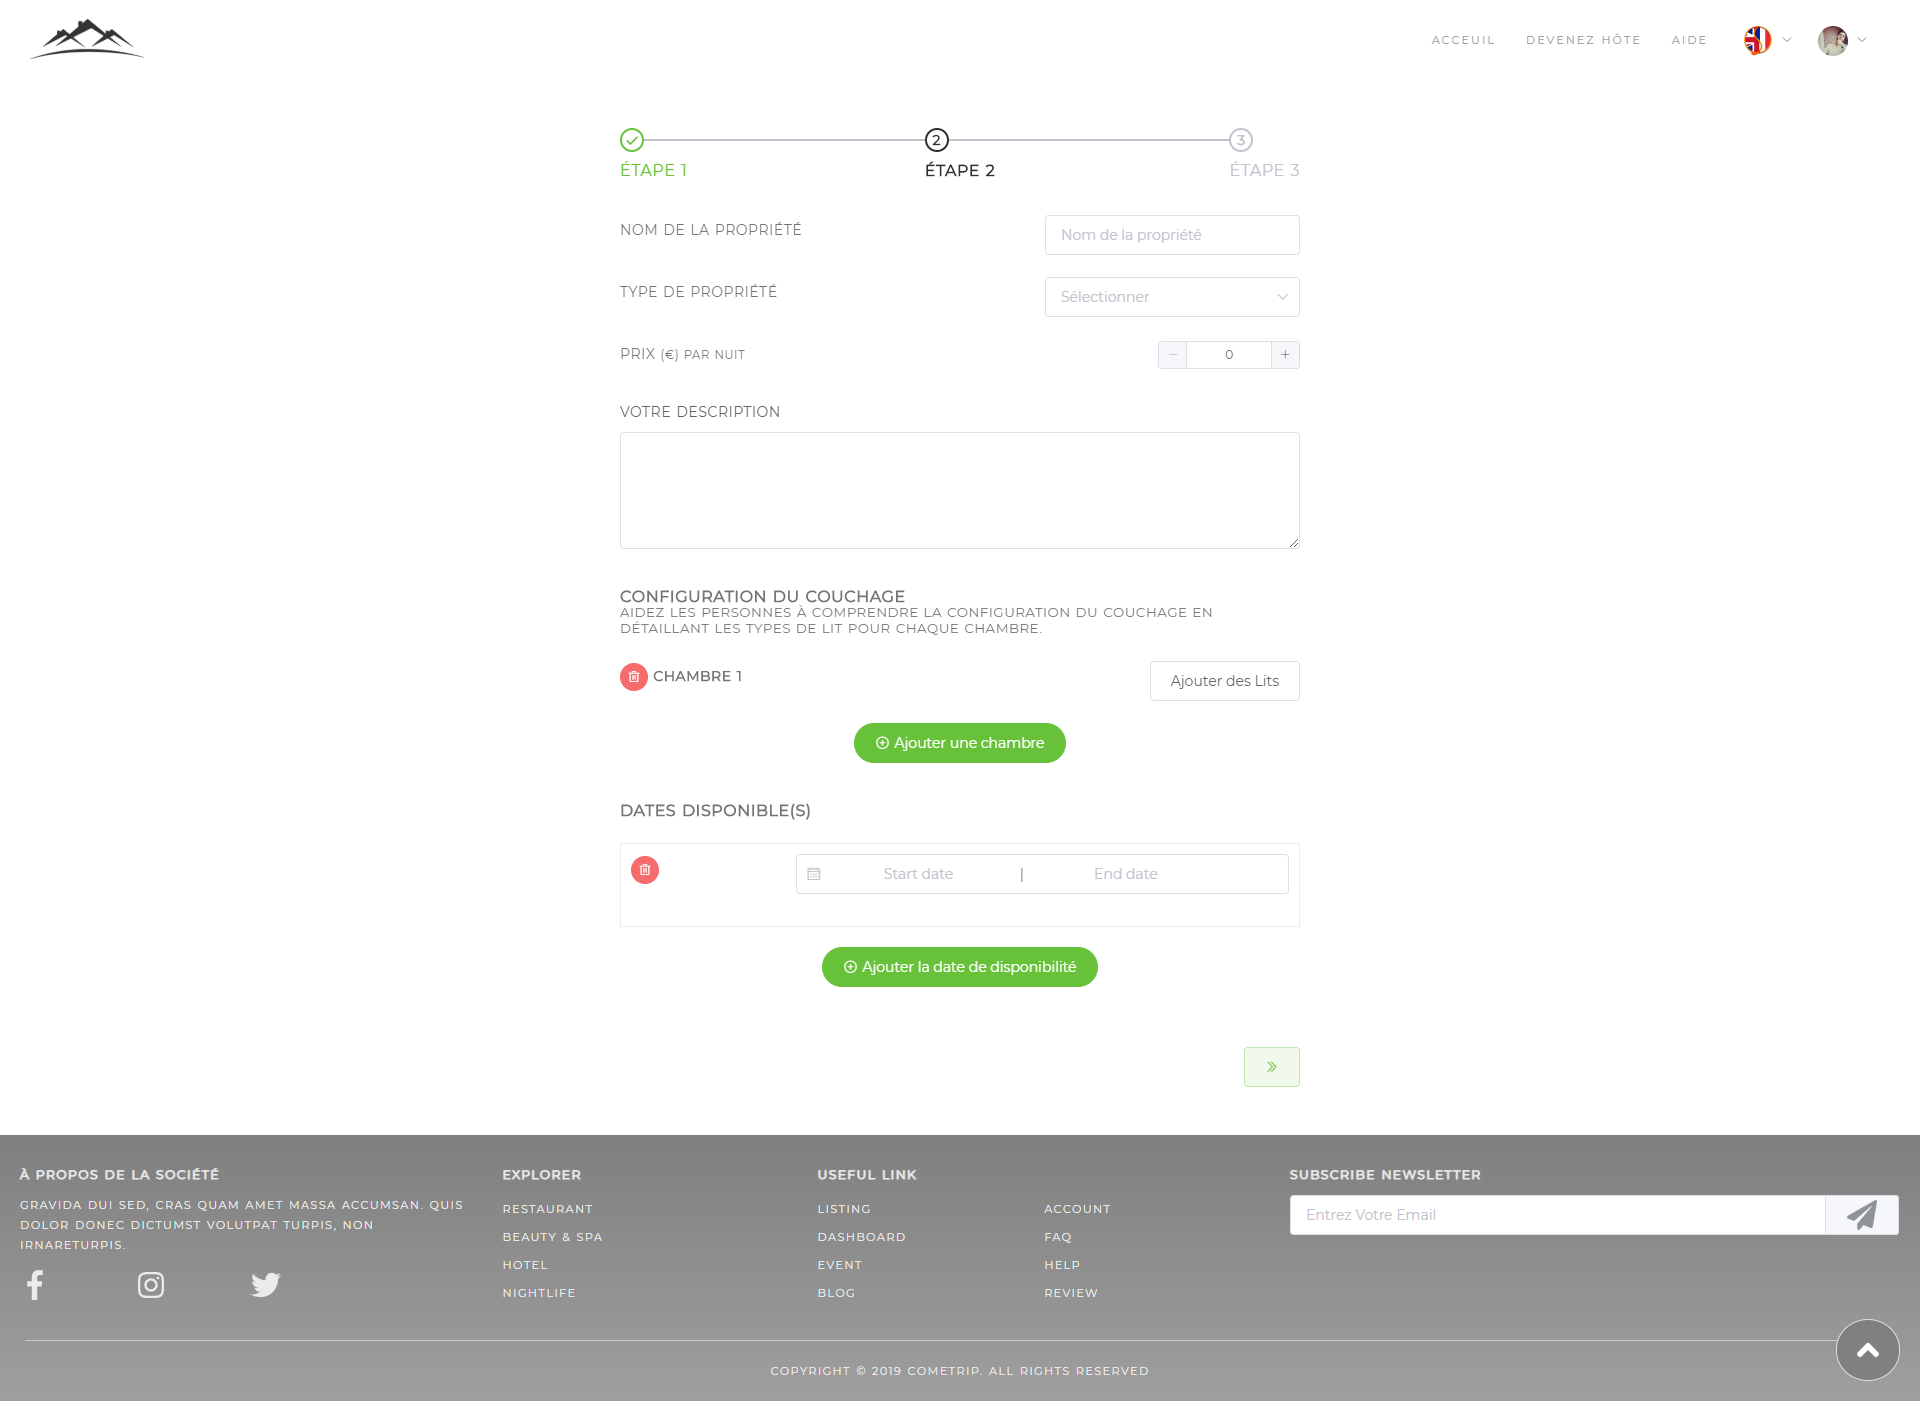 ACCEUIL
DEVENEZ HÔTE
AIDE
2
3
ÉTAPE 1
ÉTAPE 2
ÉTAPE 3
NOM DE LA PROPRIÉTÉ
Nom de la propriété
TYPE DE PROPRIÉTÉ
Sélectionner
PRIX (€) PAR NUIT
− 0 +
VOTRE DESCRIPTION
CONFIGURATION DU COUCHAGE
AIDEZ LES PERSONNES À COMPRENDRE LA CONFIGURATION DU COUCHAGE EN
DÉTAILLANT LES TYPES DE LIT POUR CHAQUE CHAMBRE.
CHAMBRE 1
Ajouter des Lits
Ajouter une chambre
DATES DISPONIBLE(S)
Start date | End date
Ajouter la date de disponibilité
À PROPOS DE LA SOCIÉTÉ
GRAVIDA DUI SED, CRAS QUAM AMET MASSA ACCUMSAN. QUIS
DOLOR DONEC DICTUMST VOLUTPAT TURPIS, NON
IRNARETURPIS.
EXPLORER
RESTAURANT
BEAUTY & SPA
HOTEL
NIGHTLIFE
USEFUL LINK
LISTING
DASHBOARD
EVENT
BLOG
ACCOUNT
FAQ
HELP
REVIEW
SUBSCRIBE NEWSLETTER
Entrez Votre Email
COPYRIGHT © 2019 COMETRIP. ALL RIGHTS RESERVED